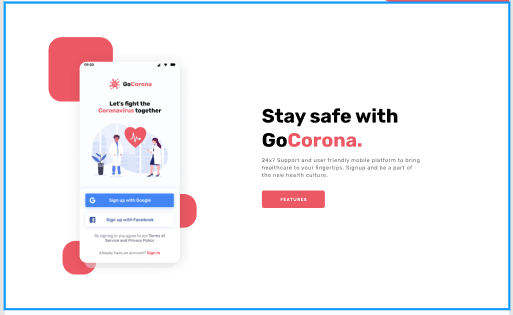 09:20
GoCorona
Let's fight the
Coronavirus together
Sign up with Google
Sign up with Facebook
By signing in you agree to our Terms of
Service and Privacy Policy
Already have an account? Sign in
Stay safe with
GoCorona.
24x7 Support and user friendly mobile platform to bring
healthcare to your fingertips. Signup and be a part of
the new health culture.
FEATURES